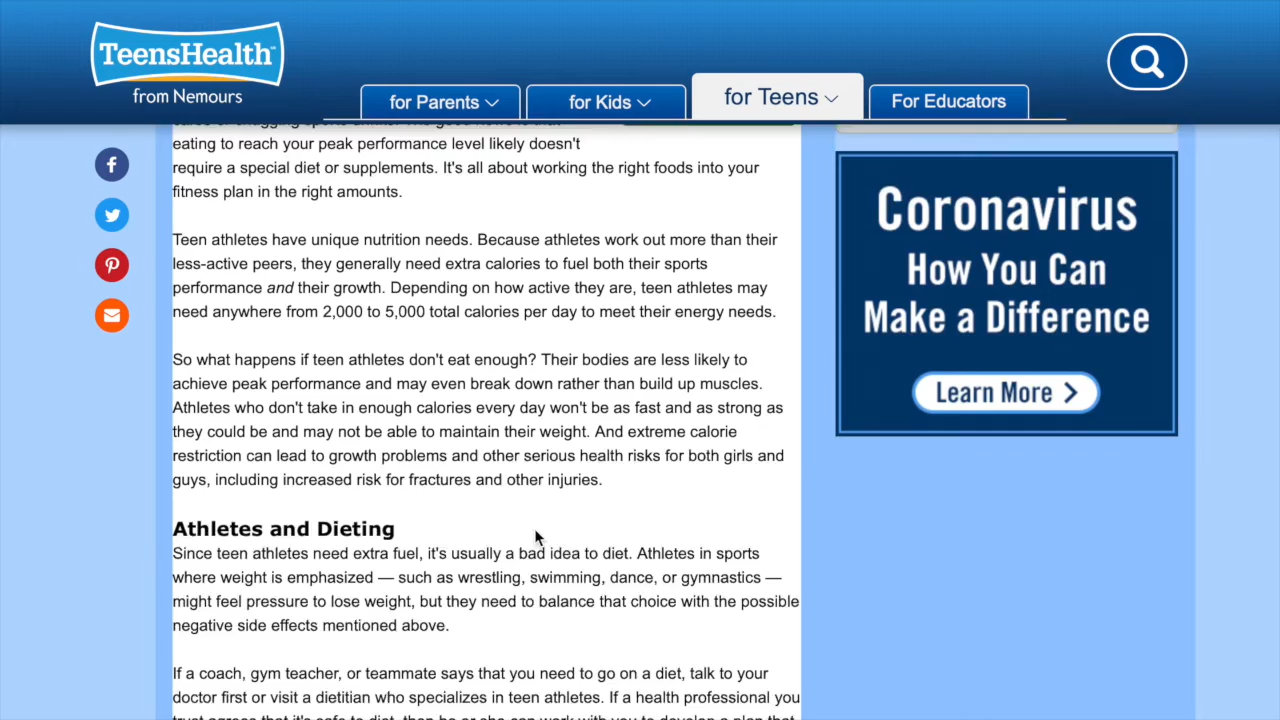 TeensHealth
from Nemours
for Parents
for Kids
for Teens
For Educators
eating to reach your peak performance level likely doesn't
require a special diet or supplements. It's all about working the right foods into your
fitness plan in the right amounts.
Teen athletes have unique nutrition needs. Because athletes work out more than their
less-active peers, they generally need extra calories to fuel both their sports
performance and their growth. Depending on how active they are, teen athletes may
need anywhere from 2,000 to 5,000 total calories per day to meet their energy needs.
So what happens if teen athletes don't eat enough? Their bodies are less likely to
achieve peak performance and may even break down rather than build up muscles.
Athletes who don't take in enough calories every day won't be as fast and as strong as
they could be and may not be able to maintain their weight. And extreme calorie
restriction can lead to growth problems and other serious health risks for both girls and
guys, including increased risk for fractures and other injuries.
Athletes and Dieting
Since teen athletes need extra fuel, it's usually a bad idea to diet. Athletes in sports
where weight is emphasized — such as wrestling, swimming, dance, or gymnastics —
might feel pressure to lose weight, but they need to balance that choice with the possible
negative side effects mentioned above.
If a coach, gym teacher, or teammate says that you need to go on a diet, talk to your
doctor first or visit a dietitian who specializes in teen athletes. If a health professional you
Coronavirus
How You Can
Make a Difference
Learn More